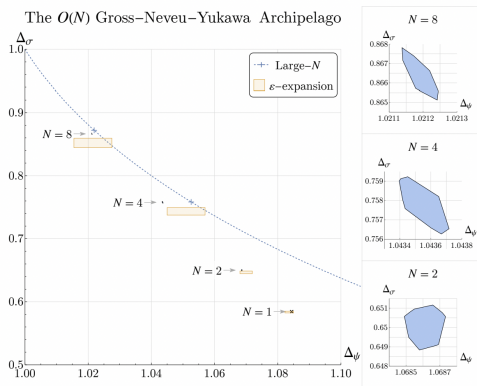 The O(N) Gross–Neveu–Yukawa Archipelago
Δσ
1.0
0.9
0.8
0.7
0.6
0.5
1.00
1.02
1.04
1.06
1.08
1.10
Δψ
Large-N
ε-expansion
N = 8
N = 4
N = 2
N = 1
N = 8
Δσ
0.868
0.867
0.866
0.865
1.0211
1.0212
1.0213
Δψ
N = 4
Δσ
0.759
0.758
0.757
0.756
1.0434
1.0436
1.0438
Δψ
N = 2
Δσ
0.651
0.65
0.649
0.648
1.0685
1.0687
Δψ